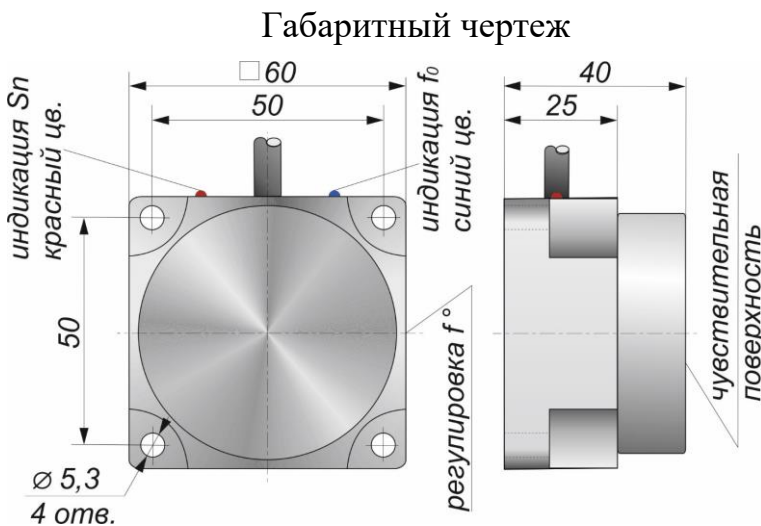 Габаритный чертеж
□ 60
50
индикация Sn
красный цв.
индикация f₀
синий цв.
40
25
50
регулировка f °
чувствительная
поверхность
⌀ 5,3
4 отв.